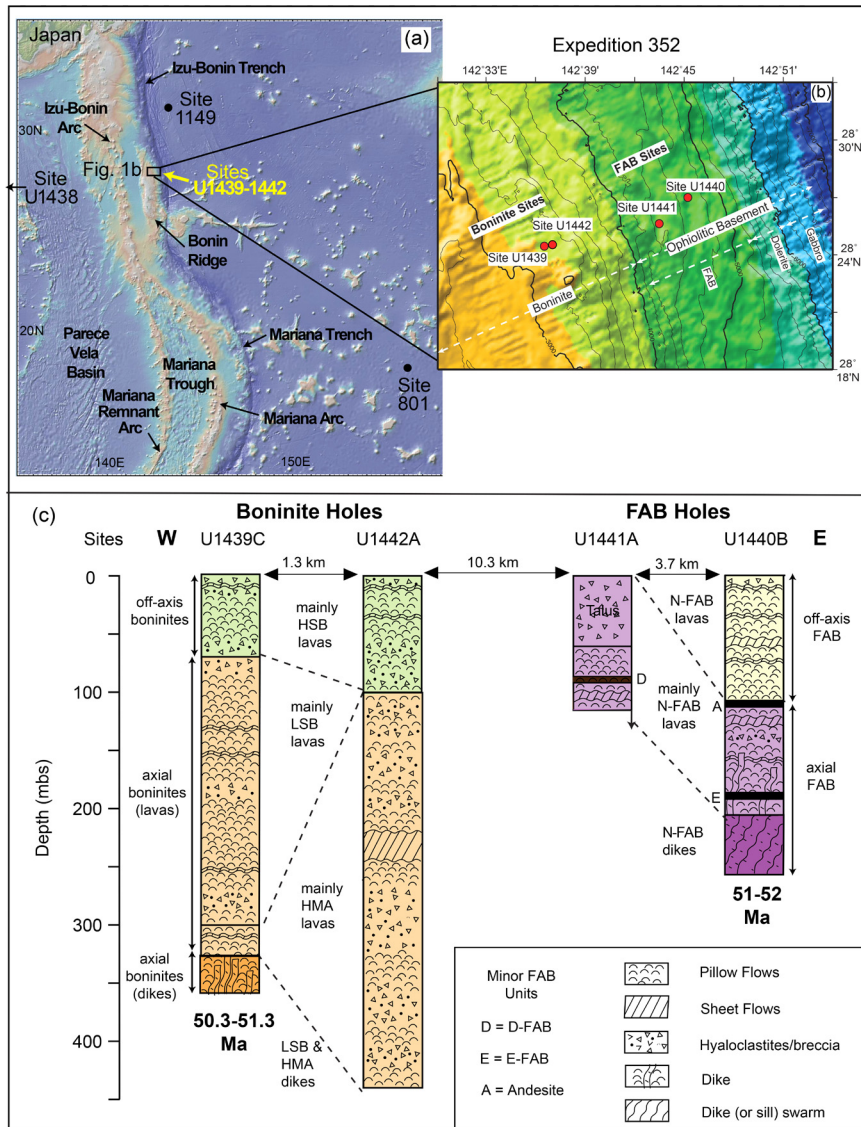 (a)
Japan
Izu-Bonin Trench
Site
1149
Izu-Bonin
Arc
30N
Fig. 1b
Sites
U1439-1442
Site
U1438
Bonin
Ridge
20N
Mariana Trench
Parece
Vela
Basin
Mariana
Trough
Site
801
Mariana
Remnant
Arc
Mariana Arc
140E
150E
Expedition 352
142°33'E
142°39'
142°45'
142°51'
(b)
30'N
FAB Sites
Site U1440
Boninite Sites
Site U1441
Site U1442
Site U1439
Ophiolitic Basement
28°
24'N
Boninite
FAB
Dolerite
Gabbro
28°
18'N
(c)
Boninite Holes
FAB Holes
Sites
W
U1439C
U1442A
U1441A
U1440B
E
1.3 km
10.3 km
3.7 km
0
100
200
300
400
Depth (mbs)
off-axis
boninites
mainly
HSB
lavas
mainly
LSB
lavas
axial
boninites
(lavas)
mainly
HMA
lavas
axial
boninites
(dikes)
50.3-51.3
Ma
LSB &
HMA
dikes
Talus
D
N-FAB
lavas
mainly
N-FAB
lavas
A
E
N-FAB
dikes
off-axis
FAB
axial
FAB
51-52
Ma
Minor FAB
Units
D = D-FAB
E = E-FAB
A = Andesite
Pillow Flows
Sheet Flows
Hyaloclastites/breccia
Dike
Dike (or sill) swarm